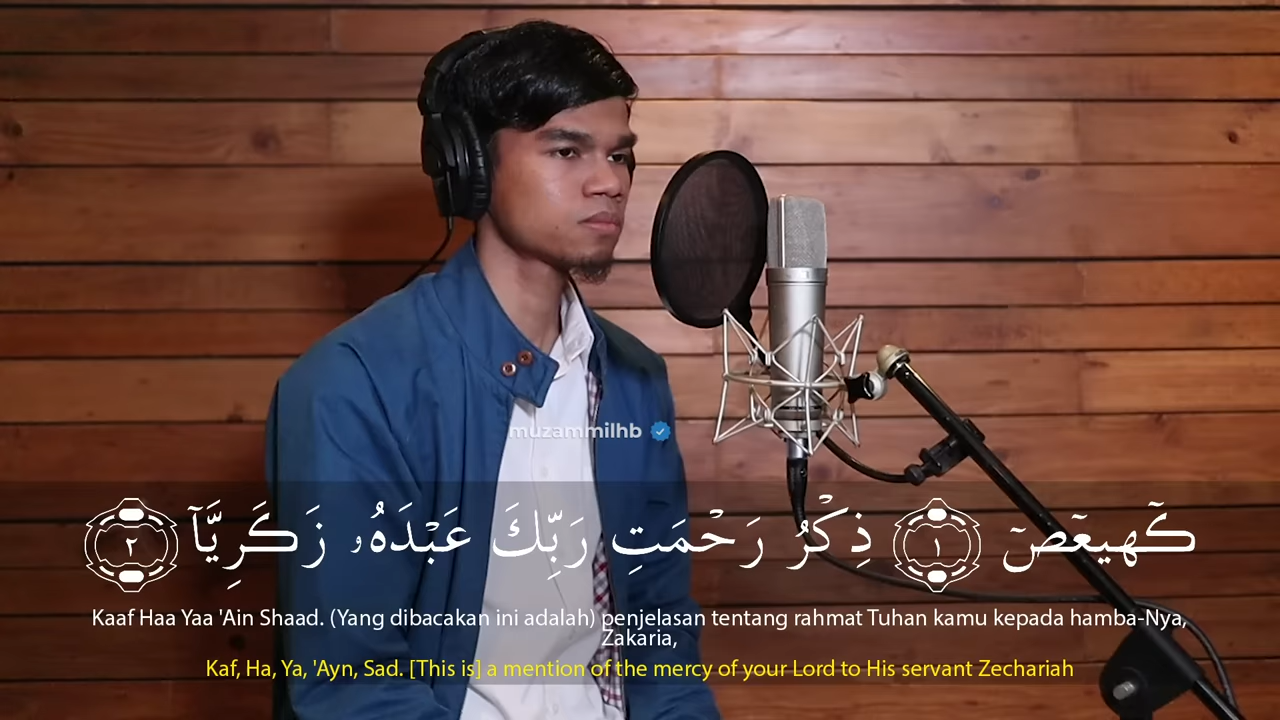 muzammilhb
كٓهيعٓصٓ ١ ذِكْرُ رَحْمَتِ رَبِّكَ عَبْدَهُۥ زَكَرِيَّآ ٢
Kaaf Haa Yaa 'Ain Shaad. (Yang dibacakan ini adalah) penjelasan tentang rahmat Tuhan kamu kepada hamba-Nya,
Zakaria,
Kaf, Ha, Ya, 'Ayn, Sad. [This is] a mention of the mercy of your Lord to His servant Zechariah